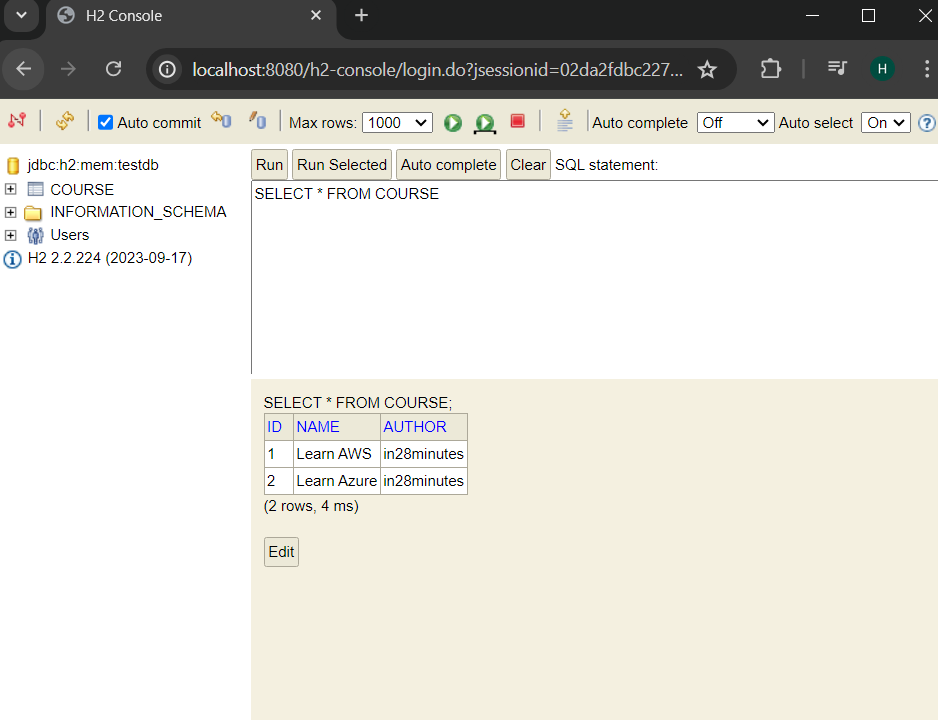 H2 Console
localhost:8080/h2-console/login.do?jsessionid=02da2fdbc227...
H
Auto commit Max rows: 1000 Auto complete Off Auto select On ?
jdbc:h2:mem:testdb
COURSE
INFORMATION_SCHEMA
Users
H2 2.2.224 (2023-09-17)
Run Run Selected Auto complete Clear SQL statement:
SELECT * FROM COURSE
SELECT * FROM COURSE;
ID NAME AUTHOR
1 Learn AWS in28minutes
2 Learn Azure in28minutes
(2 rows, 4 ms)
Edit